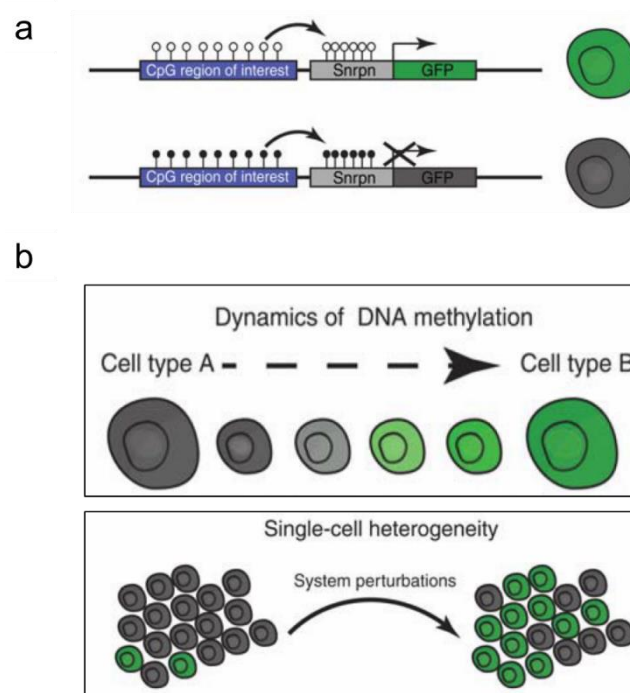 a
CpG region of interest Snrpn GFP
CpG region of interest Snrpn GFP
b
Dynamics of DNA methylation
Cell type A Cell type B
Single-cell heterogeneity
System perturbations